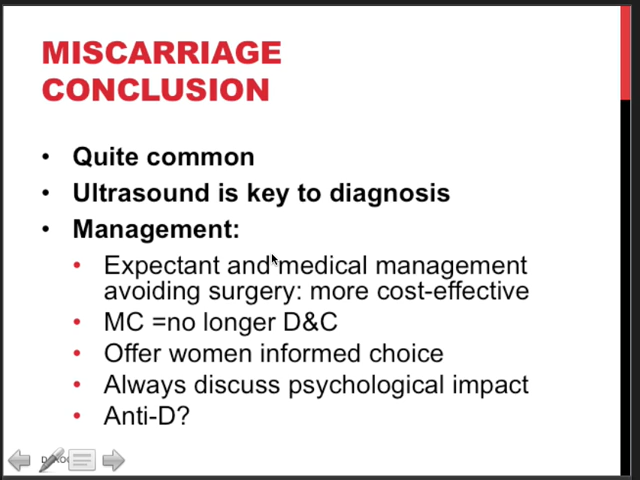 MISCARRIAGE
CONCLUSION
• Quite common
• Ultrasound is key to diagnosis
• Management:
• Expectant and medical management
avoiding surgery: more cost-effective
• MC =no longer D&C
• Offer women informed choice
• Always discuss psychological impact
• Anti-D?